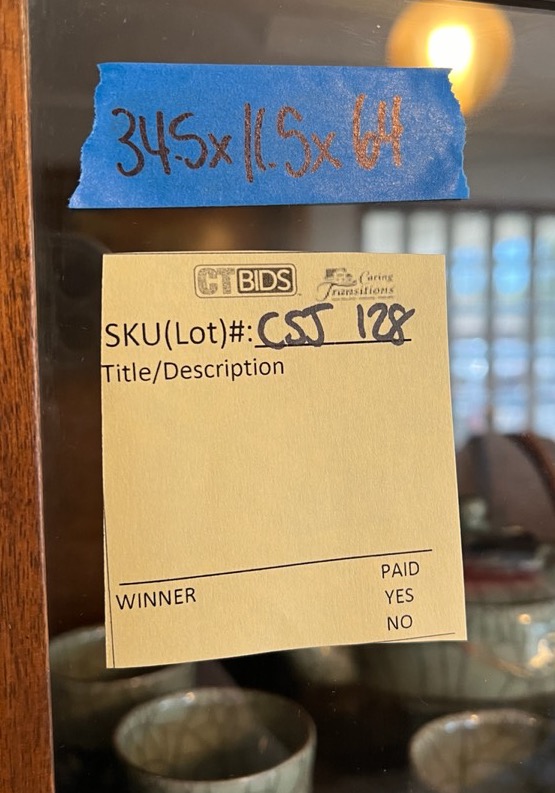 34.5x11.5x64
CTBIDS
Caring
Transitions
SKU(Lot)#: CSJ 128
Title/Description
PAID
WINNER YES
NO